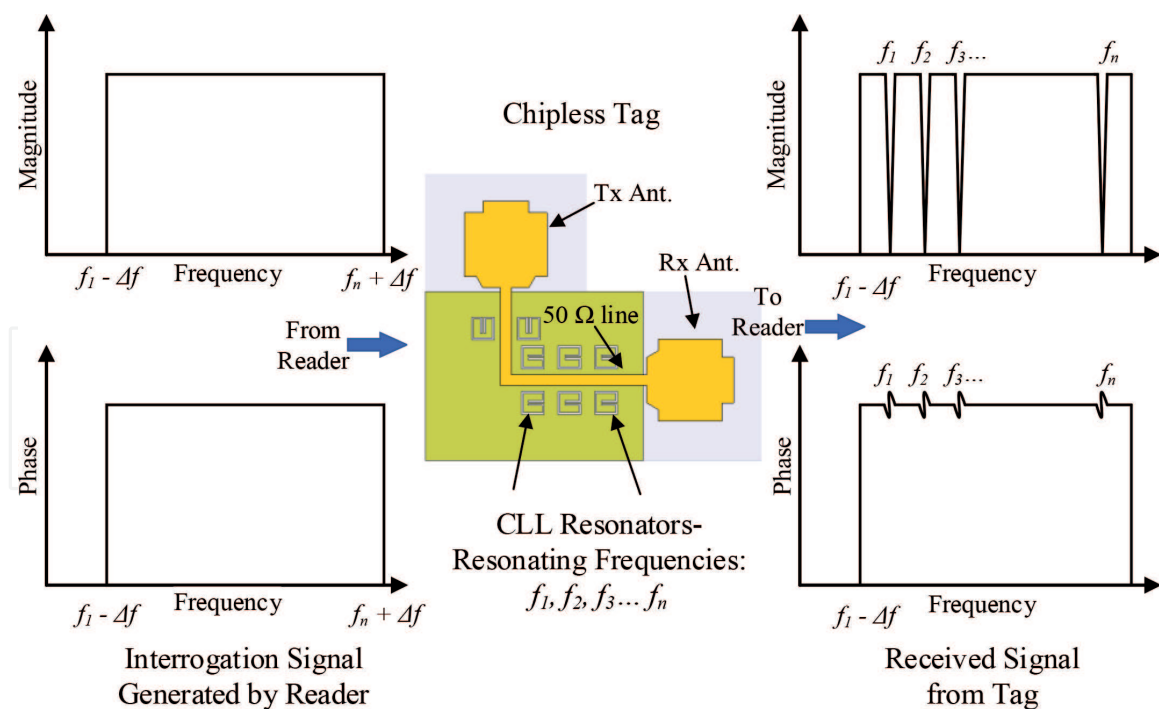 Magnitude
f₁ - Δf
Frequency
fₙ + Δf
Phase
f₁ - Δf
Frequency
fₙ + Δf
Interrogation Signal
Generated by Reader
Chipless Tag
Tx Ant.
Rx Ant.
50 Ω line
From
Reader
To
Reader
CLL Resonators-
Resonating Frequencies:
f₁, f₂, f₃... fₙ
Magnitude
f₁ f₂ f₃... fₙ
f₁ - Δf
Frequency
Phase
f₁ f₂ f₃... fₙ
f₁ - Δf
Frequency
Received Signal
from Tag